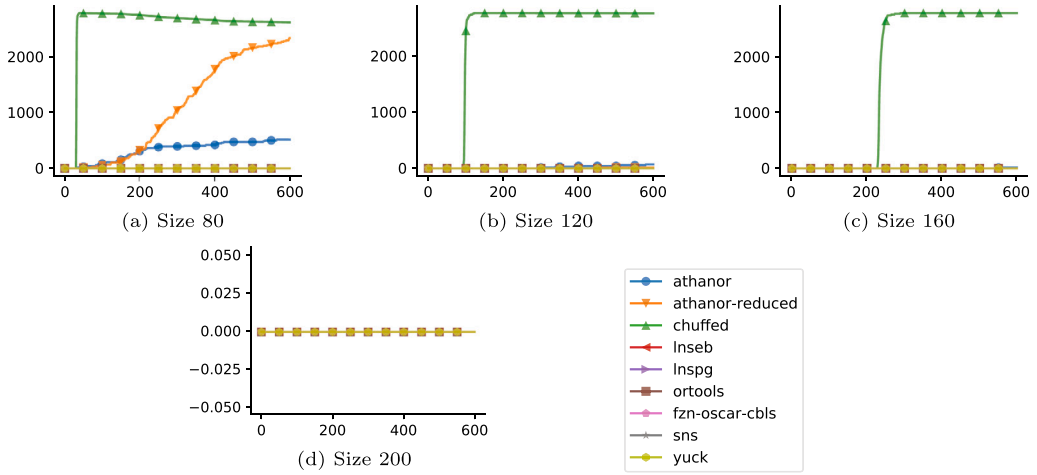 2000
1000
0
0 200 400 600
(a) Size 80
2000
1000
0
0 200 400 600
(b) Size 120
2000
1000
0
0 200 400 600
(c) Size 160
0.050
0.025
0.000
−0.025
−0.050
0 200 400 600
(d) Size 200
athanor
athanor-reduced
chuffed
lnseb
lnspg
ortools
fzn-oscar-cbls
sns
yuck